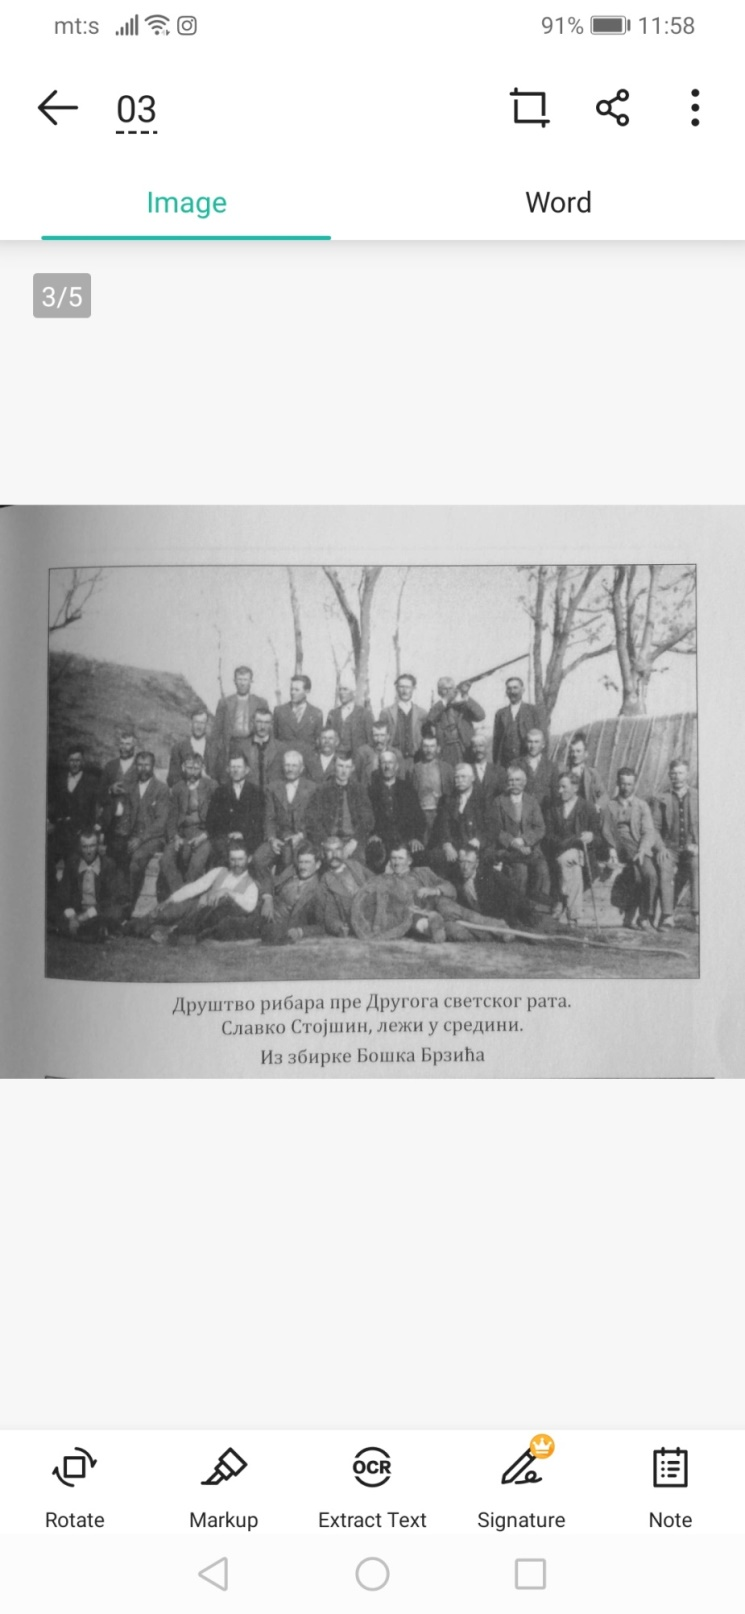 mt:s 91% 11:58
03
Image Word
3/5
Друштво рибара пре Другога светског рата.
Славко Стојшин, лежи у средини.
Из збирке Бошка Брзића
OCR
Rotate Markup Extract Text Signature Note